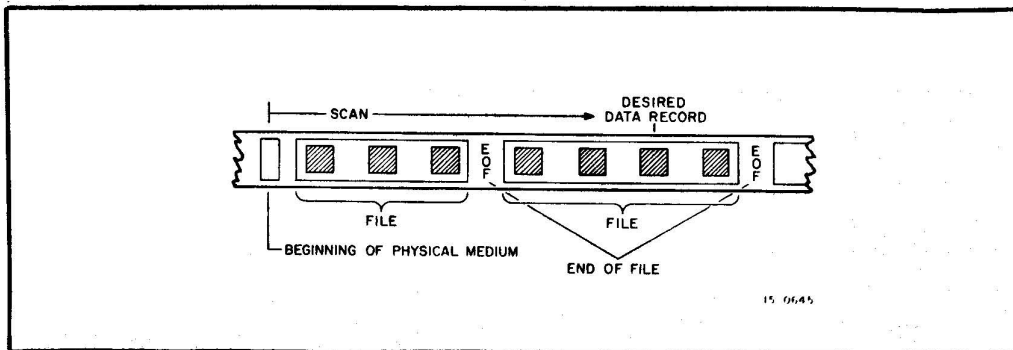 SCAN
DESIRED
DATA RECORD
EOF
EOF
FILE
FILE
BEGINNING OF PHYSICAL MEDIUM
END OF FILE
15 0645